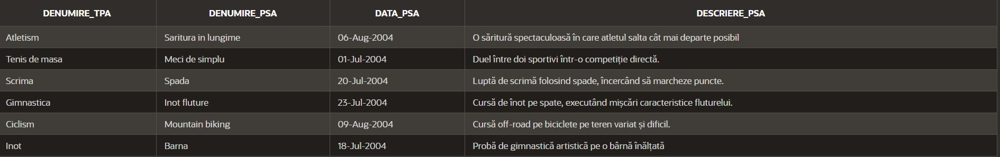 DENUMIRE_TPA DENUMIRE_PSA DATA_PSA DESCRIERE_PSA
Atletism Saritura in lungime 06-Aug-2004 O săritură spectaculoasă în care atletul salta cât mai departe posibil
Tenis de masa Meci de simplu 01-Jul-2004 Duel între doi sportivi într-o competiție directă.
Scrima Spada 20-Jul-2004 Luptă de scrimă folosind spade, încercând să marcheze puncte.
Gimnastica Inot fluture 23-Jul-2004 Cursă de înot pe spate, executând mișcări caracteristice fluturelui.
Ciclism Mountain biking 09-Aug-2004 Cursă off-road pe biciclete pe teren variat și dificil.
Inot Barna 18-Jul-2004 Probă de gimnastică artistică pe o bârnă înălțată